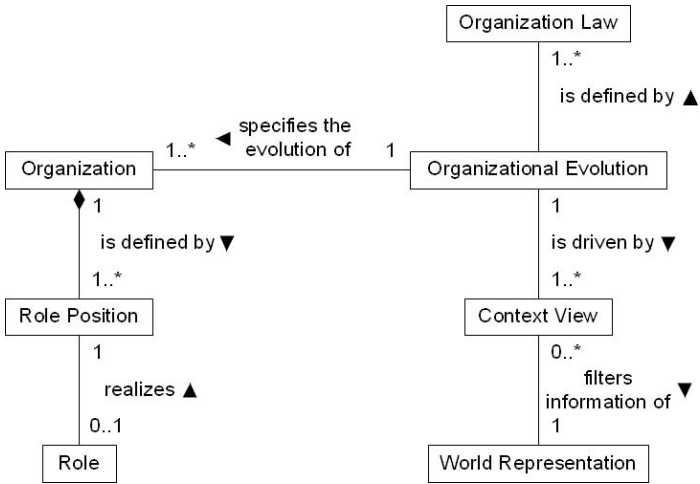 Organization Law
1..*
is defined by ▲
specifies the
◀ evolution of
1..*
1
Organization
Organizational Evolution
1
1
is defined by ▼
is driven by ▼
1..*
1..*
Role Position
Context View
1
0..*
realizes ▲
filters
information of ▼
0..1
1
Role
World Representation